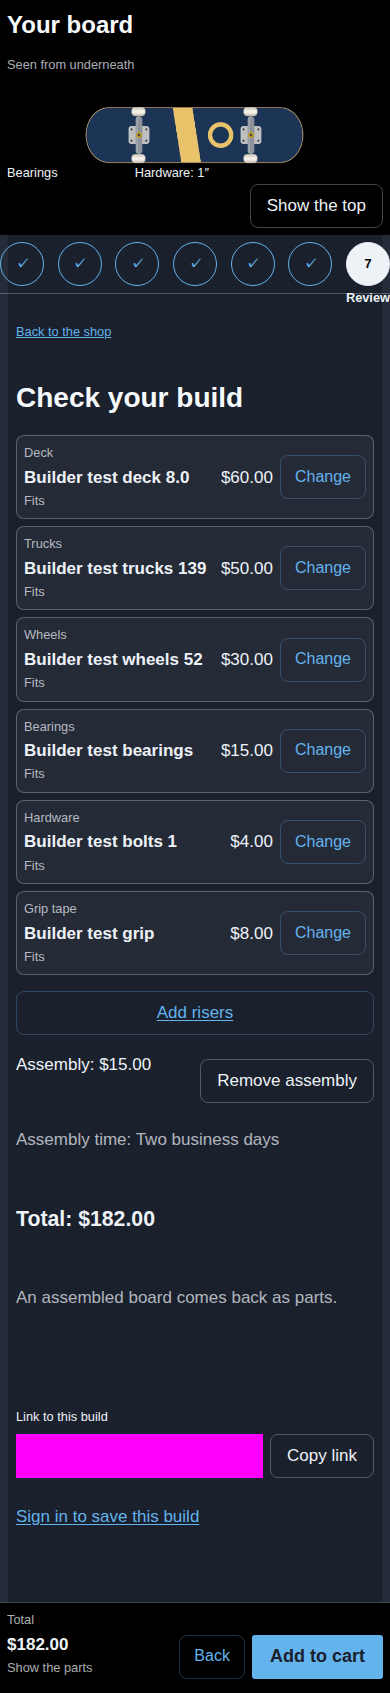 Your board
Seen from underneath
Bearings
Hardware: 1″
Show the top
✓ ✓ ✓ ✓ ✓ ✓ 7
Review
Back to the shop
Check your build
Deck
Builder test deck 8.0 $60.00 Change
Fits
Trucks
Builder test trucks 139 $50.00 Change
Fits
Wheels
Builder test wheels 52 $30.00 Change
Fits
Bearings
Builder test bearings $15.00 Change
Fits
Hardware
Builder test bolts 1 $4.00 Change
Fits
Grip tape
Builder test grip $8.00 Change
Fits
Add risers
Assembly: $15.00
Remove assembly
Assembly time: Two business days
Total: $182.00
An assembled board comes back as parts.
Link to this build
Copy link
Sign in to save this build
Total
$182.00
Show the parts
Back
Add to cart